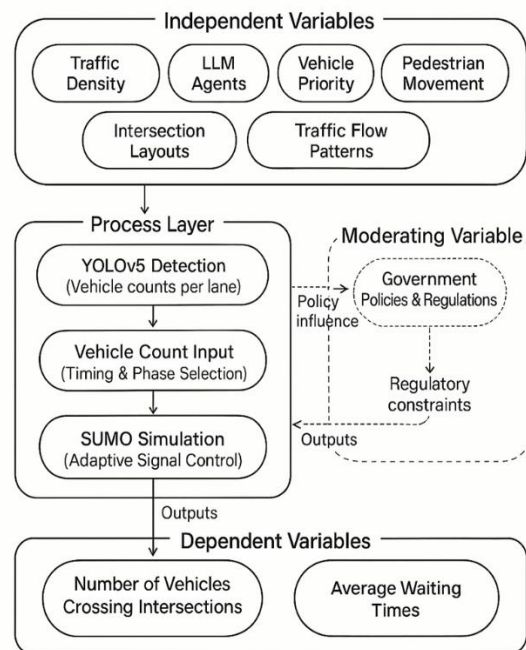 Independent Variables
Traffic
Density
LLM
Agents
Vehicle
Priority
Pedestrian
Movement
Intersection
Layouts
Traffic Flow
Patterns
Process Layer
YOLOv5 Detection
(Vehicle counts per lane)
Vehicle Count Input
(Timing & Phase Selection)
SUMO Simulation
(Adaptive Signal Control)
Moderating Variable
Government
Policies & Regulations
Policy
influence
Regulatory
constraints
Outputs
Outputs
Dependent Variables
Number of Vehicles
Crossing Intersections
Average Waiting
Times